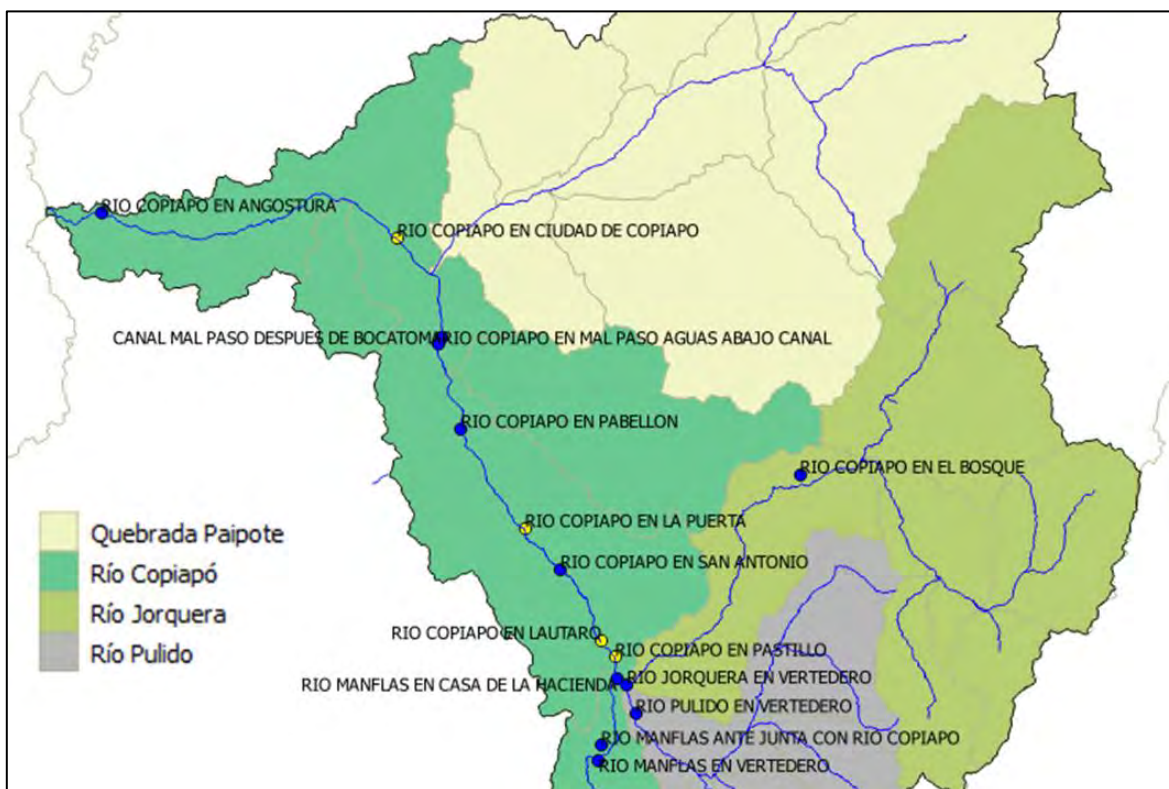 RIO COPIAPO EN ANGOSTURA
RIO COPIAPO EN CIUDAD DE COPIAPO
CANAL MAL PASO DESPUES DE BOCATOMA
RIO COPIAPO EN MAL PASO AGUAS ABAJO CANAL
RIO COPIAPO EN PABELLON
RIO COPIAPO EN EL BOSQUE
RIO COPIAPO EN LA PUERTA
RIO COPIAPO EN SAN ANTONIO
RIO COPIAPO EN LAUTARO
RIO COPIAPO EN PASTILLO
RIO MANFLAS EN CASA DE LA HACIENDA
RIO JORQUERA EN VERTEDERO
RIO PULIDO EN VERTEDERO
RIO MANFLAS ANTE JUNTA CON RIO COPIAPO
RIO MANFLAS EN VERTEDERO
Quebrada Paipote
Río Copiapó
Río Jorquera
Río Pulido